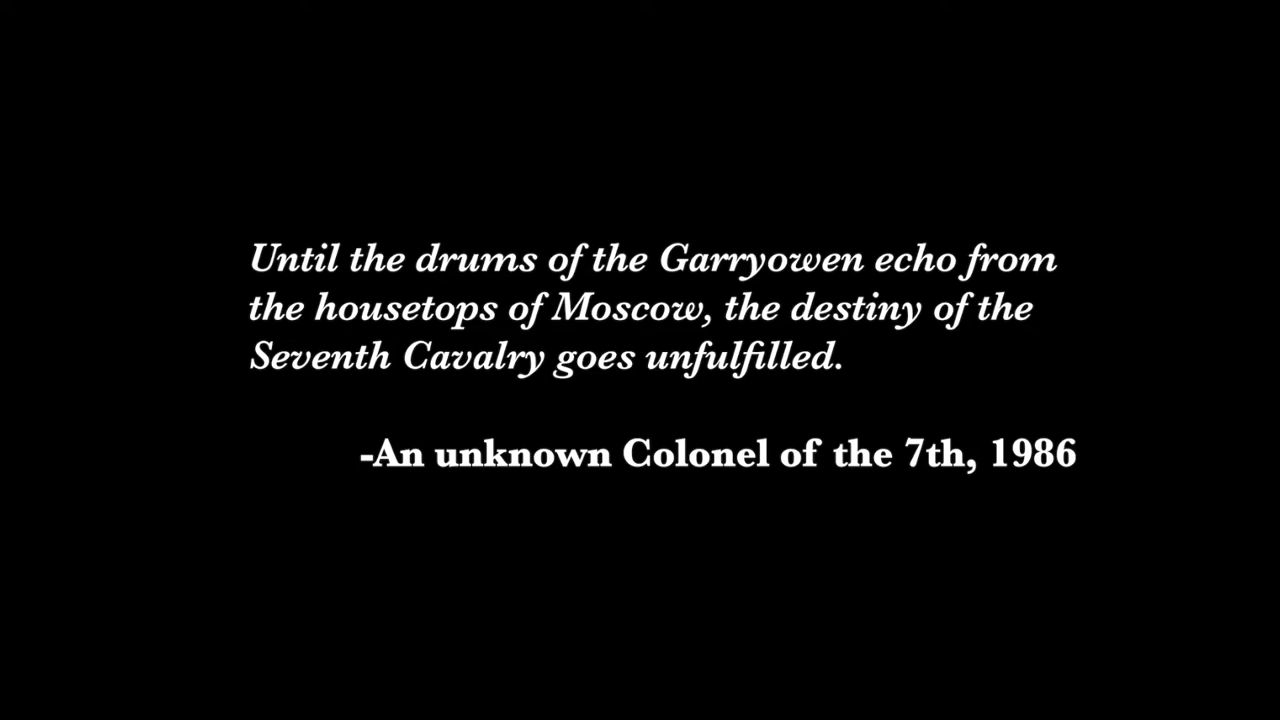 Until the drums of the Garryowen echo from
the housetops of Moscow, the destiny of the
Seventh Cavalry goes unfulfilled.
-An unknown Colonel of the 7th, 1986